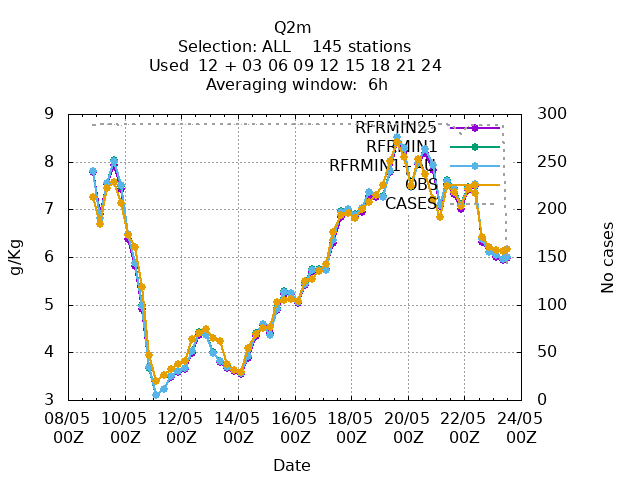 Q2m
Selection: ALL 145 stations
Used 12 + 03 06 09 12 15 18 21 24
Averaging window: 6h
9 300
RFRMIN25
RFRMIN1
8 250
OBS
CASES
7 200
6 150
5 100
4 50
3 0
g/Kg
No cases
08/05 10/05 12/05 14/05 16/05 18/05 20/05 22/05 24/05
00Z 00Z 00Z 00Z 00Z 00Z 00Z 00Z 00Z
Date